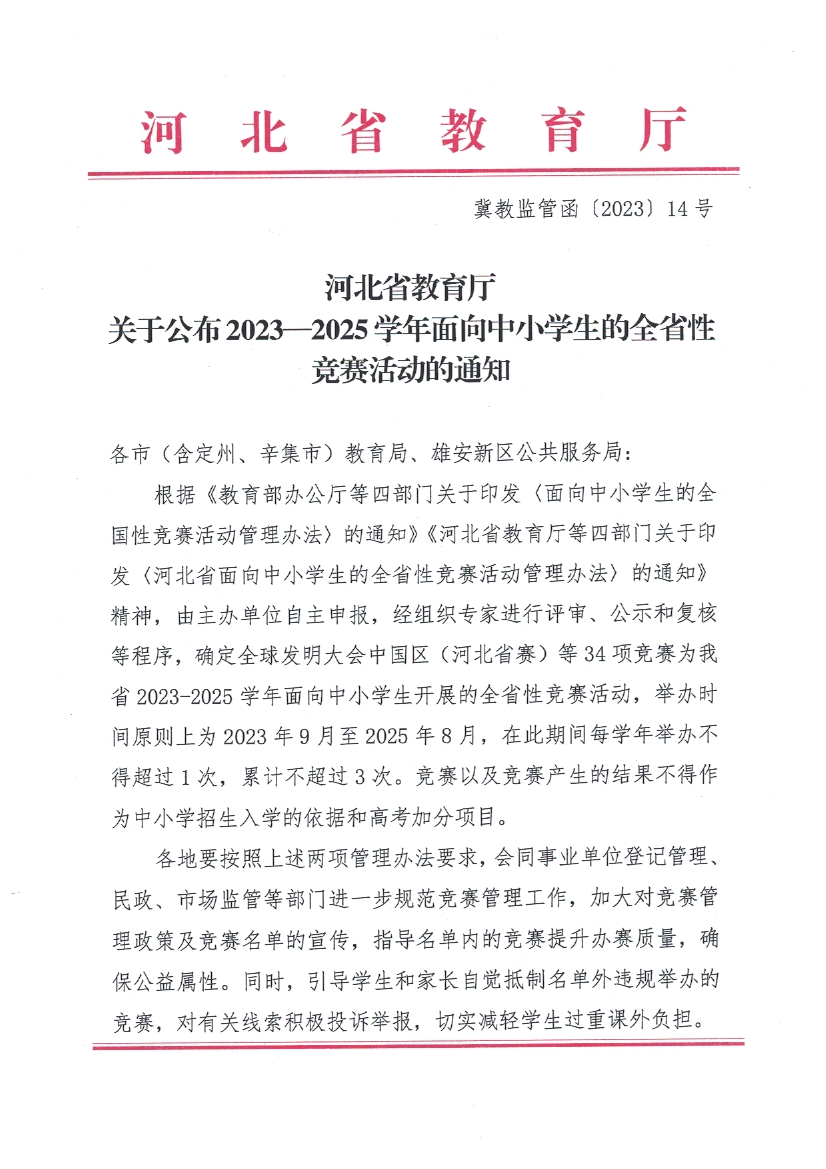 河北省教育厅
冀教监管函〔2023〕14号
河北省教育厅
关于公布2023—2025学年面向中小学生的全省性
竞赛活动的通知
各市（含定州、辛集市）教育局、雄安新区公共服务局：
根据《教育部办公厅等四部门关于印发〈面向中小学生的全
国性竞赛活动管理办法〉的通知》《河北省教育厅等四部门关于印
发〈河北省面向中小学生的全省性竞赛活动管理办法〉的通知》
精神，由主办单位自主申报，经组织专家进行评审、公示和复核
等程序，确定全球发明大会中国区（河北省赛）等34项竞赛为我
省2023-2025学年面向中小学生开展的全省性竞赛活动，举办时
间原则上为2023年9月至2025年8月，在此期间每学年举办不
得超过1次，累计不超过3次。竞赛以及竞赛产生的结果不得作
为中小学招生入学的依据和高考加分项目。
各地要按照上述两项管理办法要求，会同事业单位登记管理、
民政、市场监管等部门进一步规范竞赛管理工作，加大对竞赛管
理政策及竞赛名单的宣传，指导名单内的竞赛提升办赛质量，确
保公益属性。同时，引导学生和家长自觉抵制名单外违规举办的
竞赛，对有关线索积极投诉举报，切实减轻学生过重课外负担。